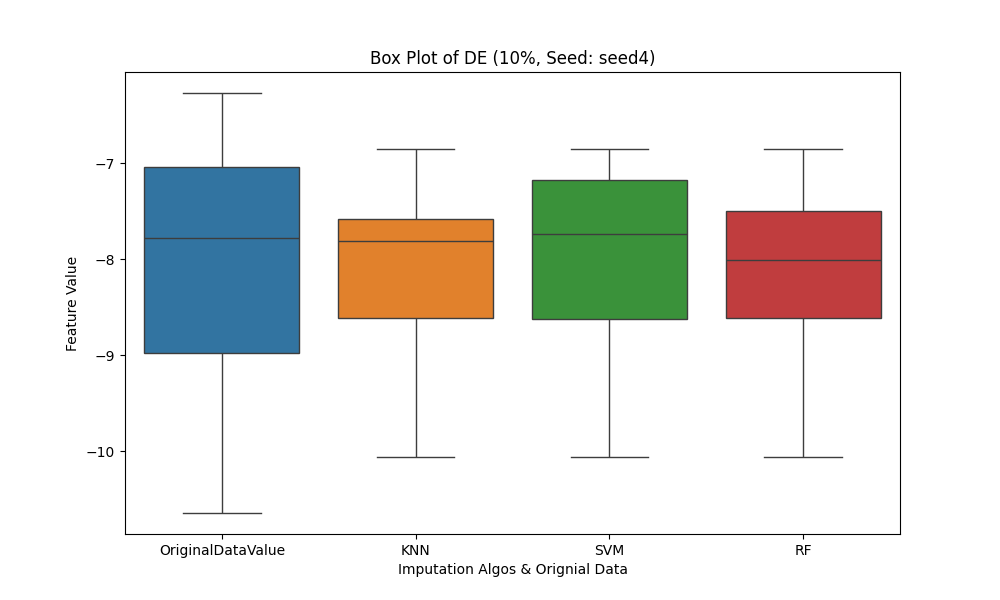 Box Plot of DE (10%, Seed: seed4)
−7
−8
−9
−10
Feature Value
OriginalDataValue
KNN
SVM
RF
Imputation Algos & Orignial Data